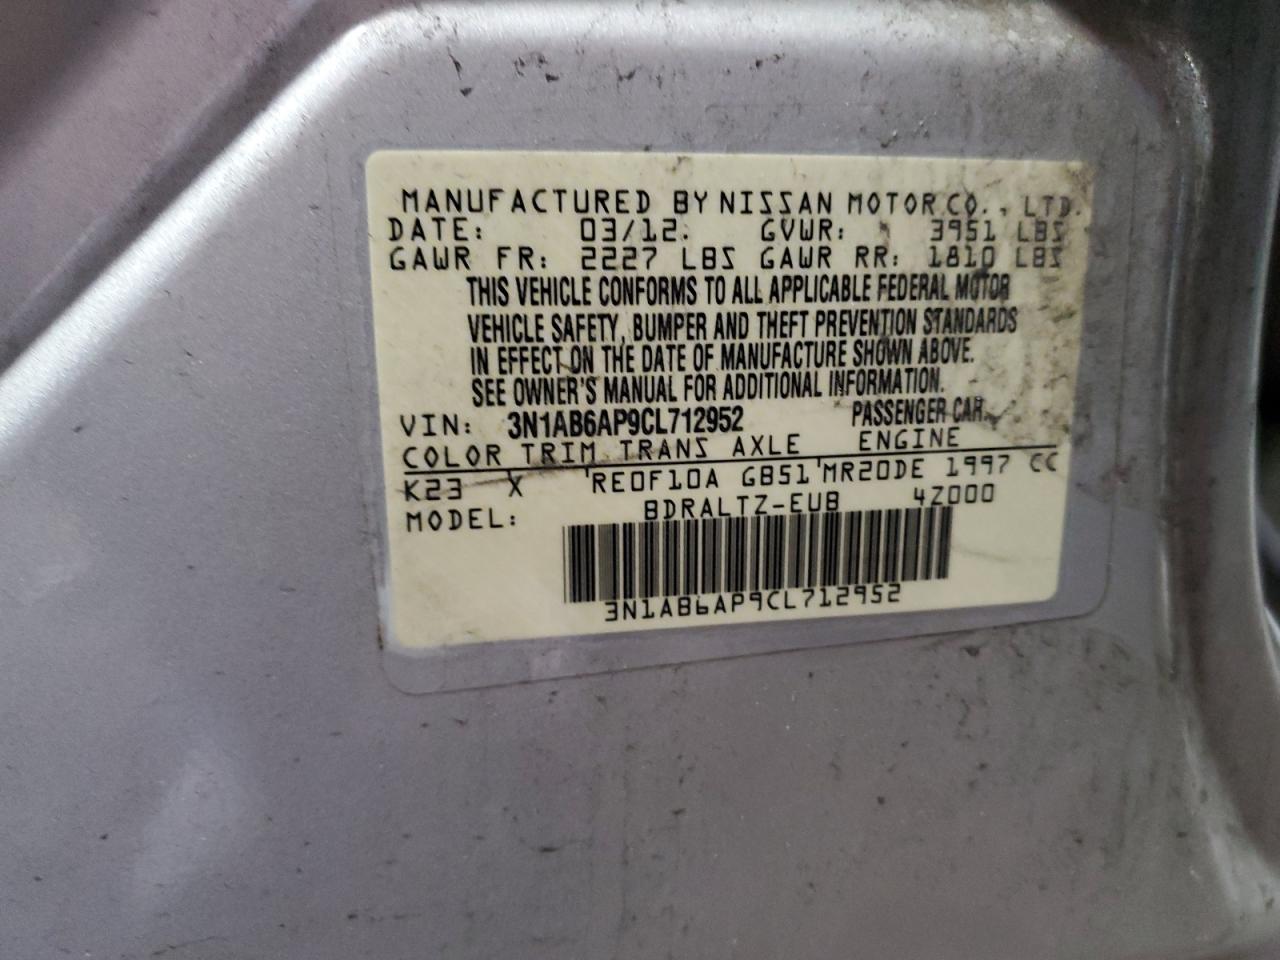 MANUFACTURED BY NISSAN MOTOR CO., LTD.
DATE: 03/12. GVWR: 3951 LBS
GAWR FR: 2227 LBS GAWR RR: 1810 LBS
THIS VEHICLE CONFORMS TO ALL APPLICABLE FEDERAL MOTOR
VEHICLE SAFETY, BUMPER AND THEFT PREVENTION STANDARDS
IN EFFECT ON THE DATE OF MANUFACTURE SHOWN ABOVE.
SEE OWNER'S MANUAL FOR ADDITIONAL INFORMATION.
VIN: 3N1AB6AP9CL712952 PASSENGER CAR
COLOR TRIM TRANS AXLE ENGINE
K23 X 'RE0F10A GB51'MR20DE 1997 CC
MODEL: BDRALTZ-EUB 4Z000
3N1AB6AP9CL712952